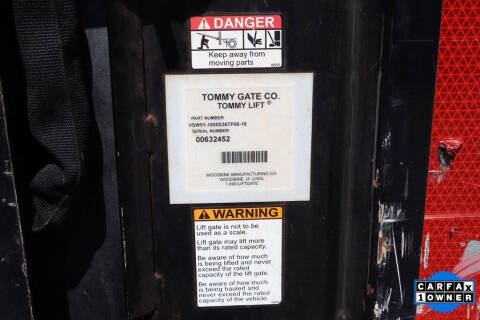 DANGER
Keep away from
moving parts
TOMMY GATE CO.
TOMMY LIFT ®
PART NUMBER
SERIAL NUMBER
00632452
WOODBINE MANUFACTURING CO
WOODBINE, IA (USA)
1-800-LIFTGATE
WARNING
Lift gate is not to be
used as a scale.
Lift gate may lift more
than its rated capacity.
Be aware of how much
is being lifted and never
exceed the rated
capacity of the lift gate.
Be aware of how much
is being hauled and
never exceed the rated
capacity of the vehicle.
CARFAX
1 OWNER